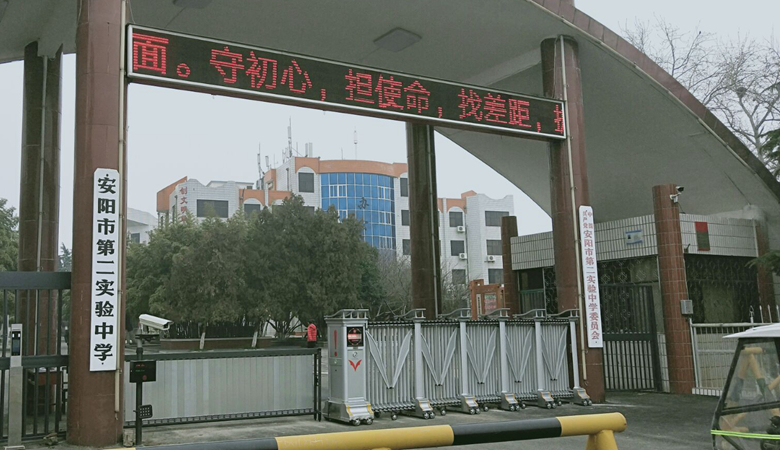 面。守初心，担使命，找差距，
安阳市第二实验中学
安阳市第二实验中学委员会